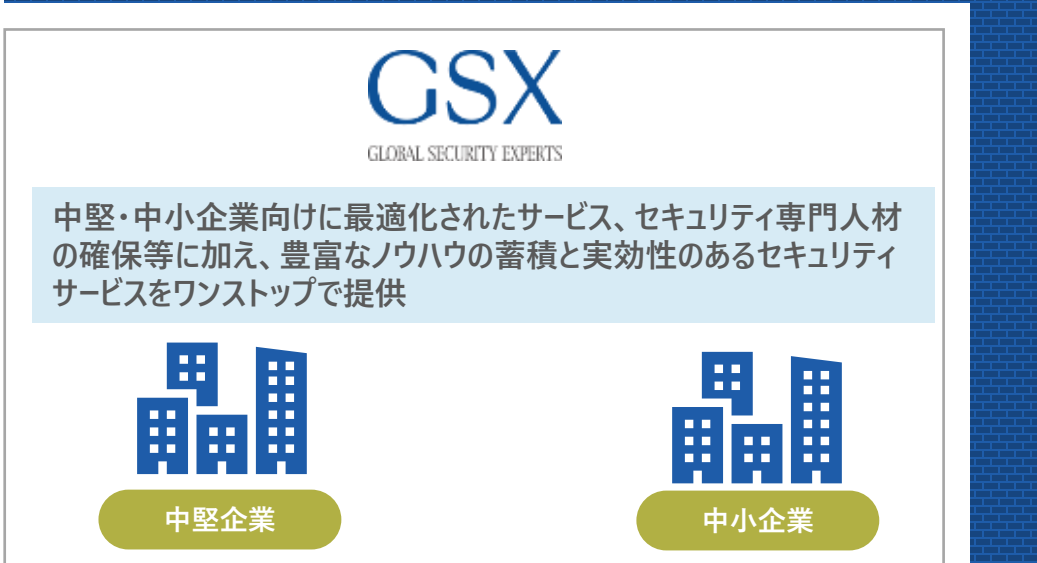 GSX
GLOBAL SECURITY EXPERTS
中堅・中小企業向けに最適化されたサービス、セキュリティ専門人材
の確保等に加え、豊富なノウハウの蓄積と実効性のあるセキュリティ
サービスをワンストップで提供
中堅企業
中小企業